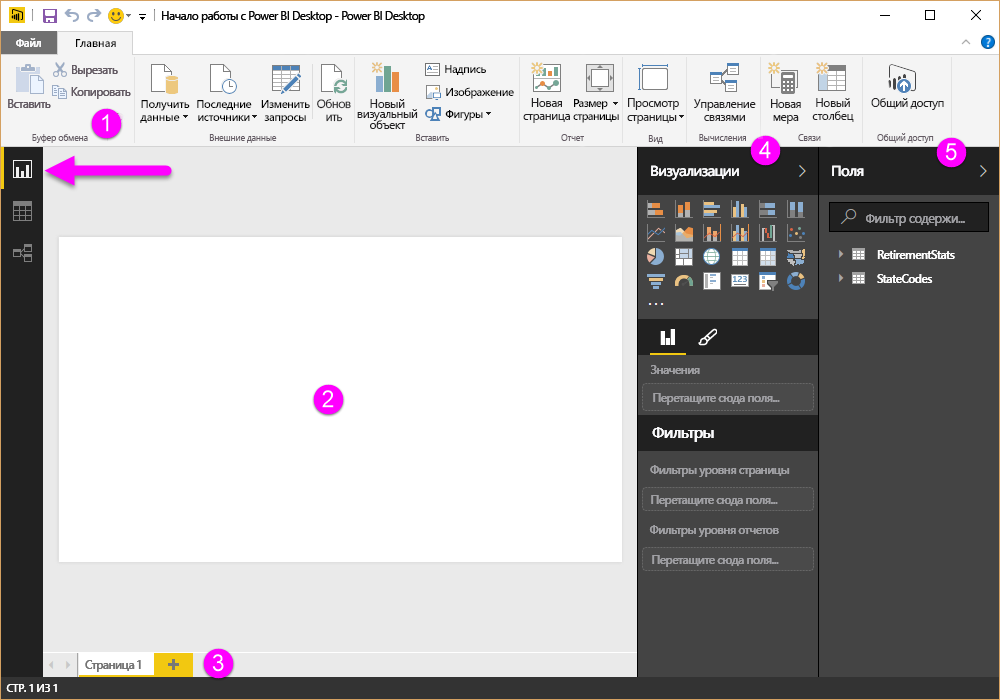 Начало работы с Power BI Desktop - Power BI Desktop
Файл
Главная
?
Вставить
Вырезать
Копировать
Буфер обмена
1
Получить
данные
Последние
источники
Изменить
запросы
Обнов
ить
Внешние данные
Новый
визуальный
объект
Надпись
Изображение
Фигуры
Вставить
Новая
страница
Размер
страницы
Отчет
Просмотр
страницы
Вид
Управление
связями
Вычисления
Новая
мера
Новый
столбец
Связи
Общий доступ
Общий доступ
4
5
Визуализации
Поля
Фильтр содержи...
RetirementStats
StateCodes
123
...
Значения
Перетащите сюда поля...
Фильтры
Фильтры уровня страницы
Перетащите сюда поля...
Фильтры уровня отчетов
Перетащите сюда поля...
2
Страница 1
+
3
СТР. 1 ИЗ 1